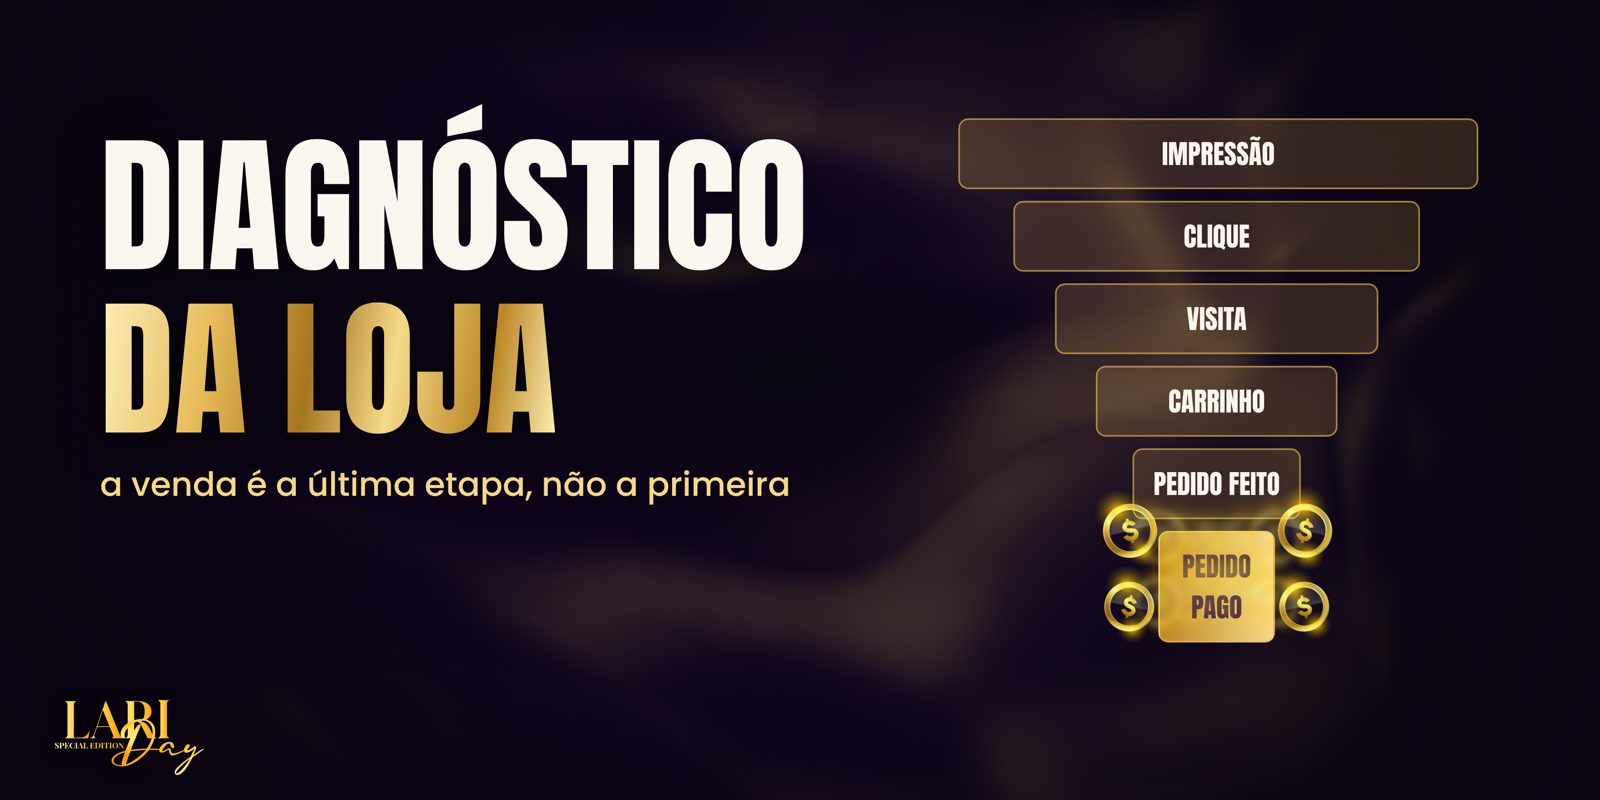 DIAGNÓSTICO
DA LOJA
a venda é a última etapa, não a primeira
IMPRESSÃO
CLIQUE
VISITA
CARRINHO
PEDIDO FEITO
$ $
PEDIDO
PAGO
$ $
LARI
SPECIAL EDITION Day